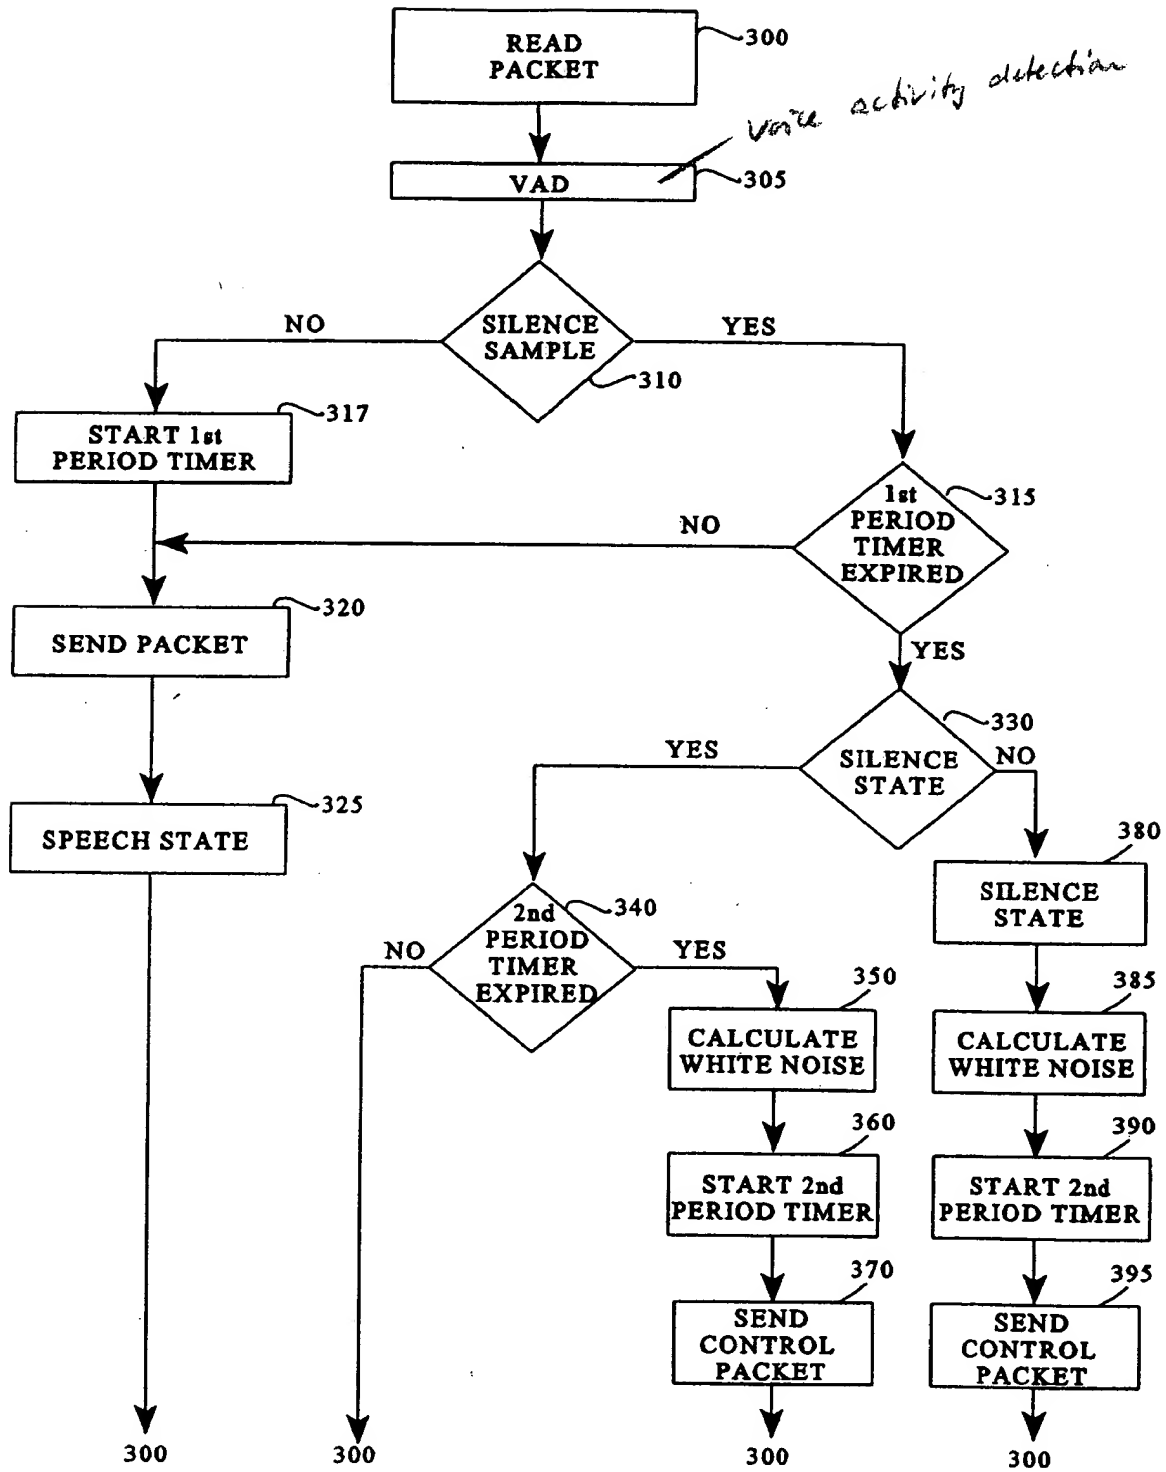 READ
PACKET
300
voice activity detection
VAD
305
NO
SILENCE
SAMPLE
YES
310
317
START 1st
PERIOD TIMER
315
1st
PERIOD
TIMER
EXPIRED
NO
320
SEND PACKET
YES
330
YES
SILENCE
STATE
NO
325
SPEECH STATE
380
SILENCE
STATE
340
2nd
PERIOD
TIMER
EXPIRED
NO
YES
350
CALCULATE
WHITE NOISE
385
CALCULATE
WHITE NOISE
360
START 2nd
PERIOD TIMER
390
START 2nd
PERIOD TIMER
370
SEND
CONTROL
PACKET
395
SEND
CONTROL
PACKET
300
300
300
300